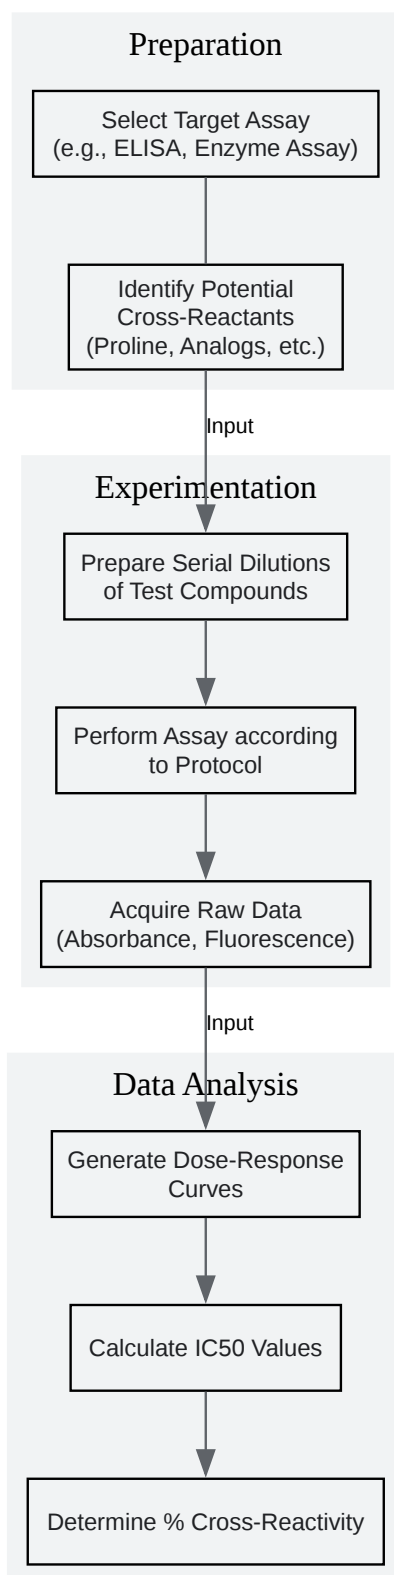 Preparation
Select Target Assay
(e.g., ELISA, Enzyme Assay)
Identify Potential
Cross-Reactants
(Proline, Analogs, etc.)
Input
Experimentation
Prepare Serial Dilutions
of Test Compounds
Perform Assay according
to Protocol
Acquire Raw Data
(Absorbance, Fluorescence)
Input
Data Analysis
Generate Dose-Response
Curves
Calculate IC50 Values
Determine % Cross-Reactivity